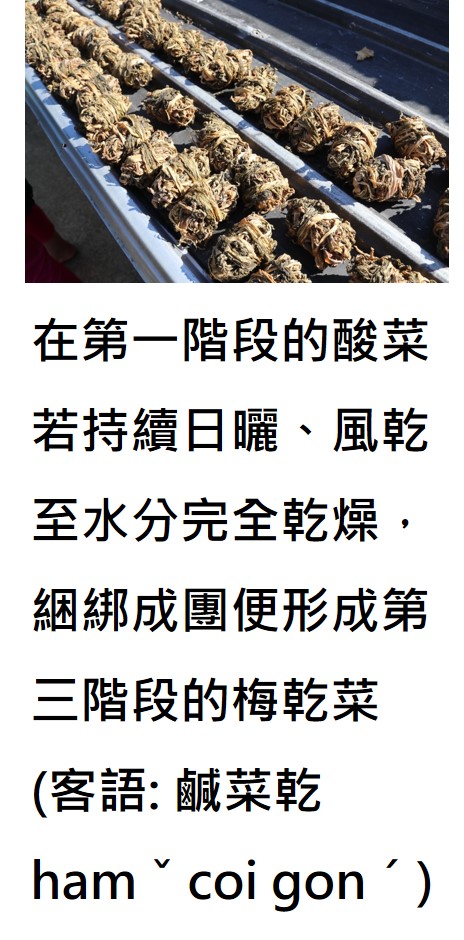 在第一階段的酸菜
若持續日曬、風乾
至水分完全乾燥，
綑綁成團便形成第
三階段的梅乾菜
(客語: 鹹菜乾
hamˇ coi gonˊ)